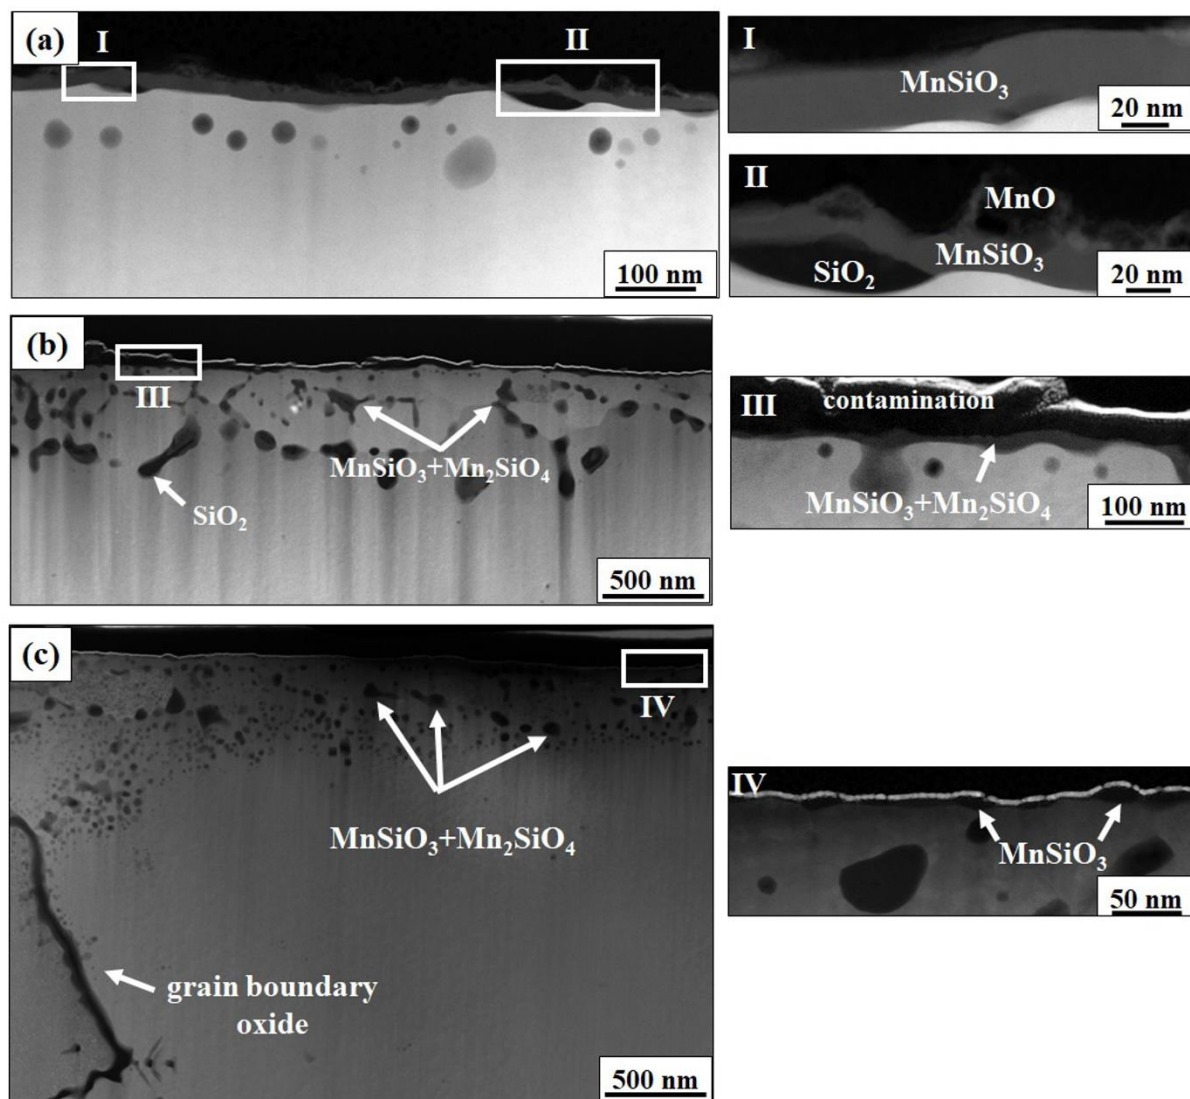 (a)
I
II
100 nm
I
MnSiO₃
20 nm
II
MnO
MnSiO₃
SiO₂
20 nm
(b)
III
MnSiO₃+Mn₂SiO₄
SiO₂
500 nm
III
contamination
MnSiO₃+Mn₂SiO₄
100 nm
(c)
IV
MnSiO₃+Mn₂SiO₄
grain boundary
oxide
500 nm
IV
MnSiO₃
50 nm